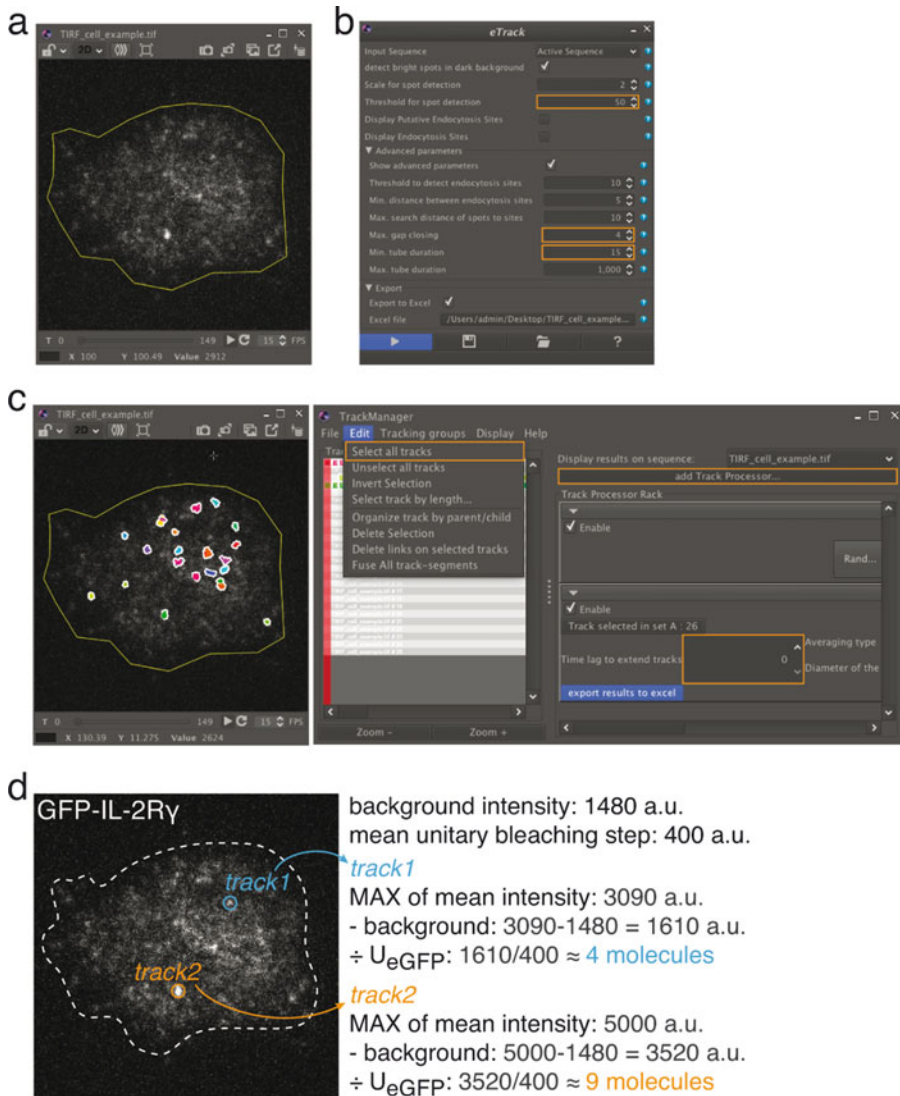 a
TIRF_cell_example.tif
2D
T 0 149 15 FPS
X 100 Y 100.49 Value 2912
b
eTrack
Input Sequence Active Sequence
detect bright spots in dark background
Scale for spot detection 2
Threshold for spot detection 50
Display Putative Endocytosis Sites
Display Endocytosis Sites
Advanced parameters
Show advanced parameters
Threshold to detect endocytosis sites 10
Min. distance between endocytosis sites 5
Max. search distance of spots to sites 10
Max. gap closing 4
Min. tube duration 15
Max. tube duration 1,000
Export
Export to Excel
Excel file /Users/admin/Desktop/TIRF_cell_example...
?
c
TIRF_cell_example.tif
2D
T 0 149 15 FPS
X 130.39 Y 11.275 Value 2624
TrackManager
File Edit Tracking groups Display Help
Select all tracks
Unselect all tracks
Invert Selection
Select track by length...
Organize track by parent/child
Delete Selection
Delete links on selected tracks
Fuse All track-segments
Zoom - Zoom +
Display results on sequence: TIRF_cell_example.tif
add Track Processor...
Track Processor Rack
Enable
Rand...
Enable
Track selected in set A : 26
Time lag to extend tracks 0 Averaging type
Diameter of the
export results to excel
d
GFP-IL-2Rγ
track1
track2
background intensity: 1480 a.u.
mean unitary bleaching step: 400 a.u.
track1
MAX of mean intensity: 3090 a.u.
- background: 3090-1480 = 1610 a.u.
÷ UeGFP: 1610/400 ≈ 4 molecules
track2
MAX of mean intensity: 5000 a.u.
- background: 5000-1480 = 3520 a.u.
÷ UeGFP: 3520/400 ≈ 9 molecules